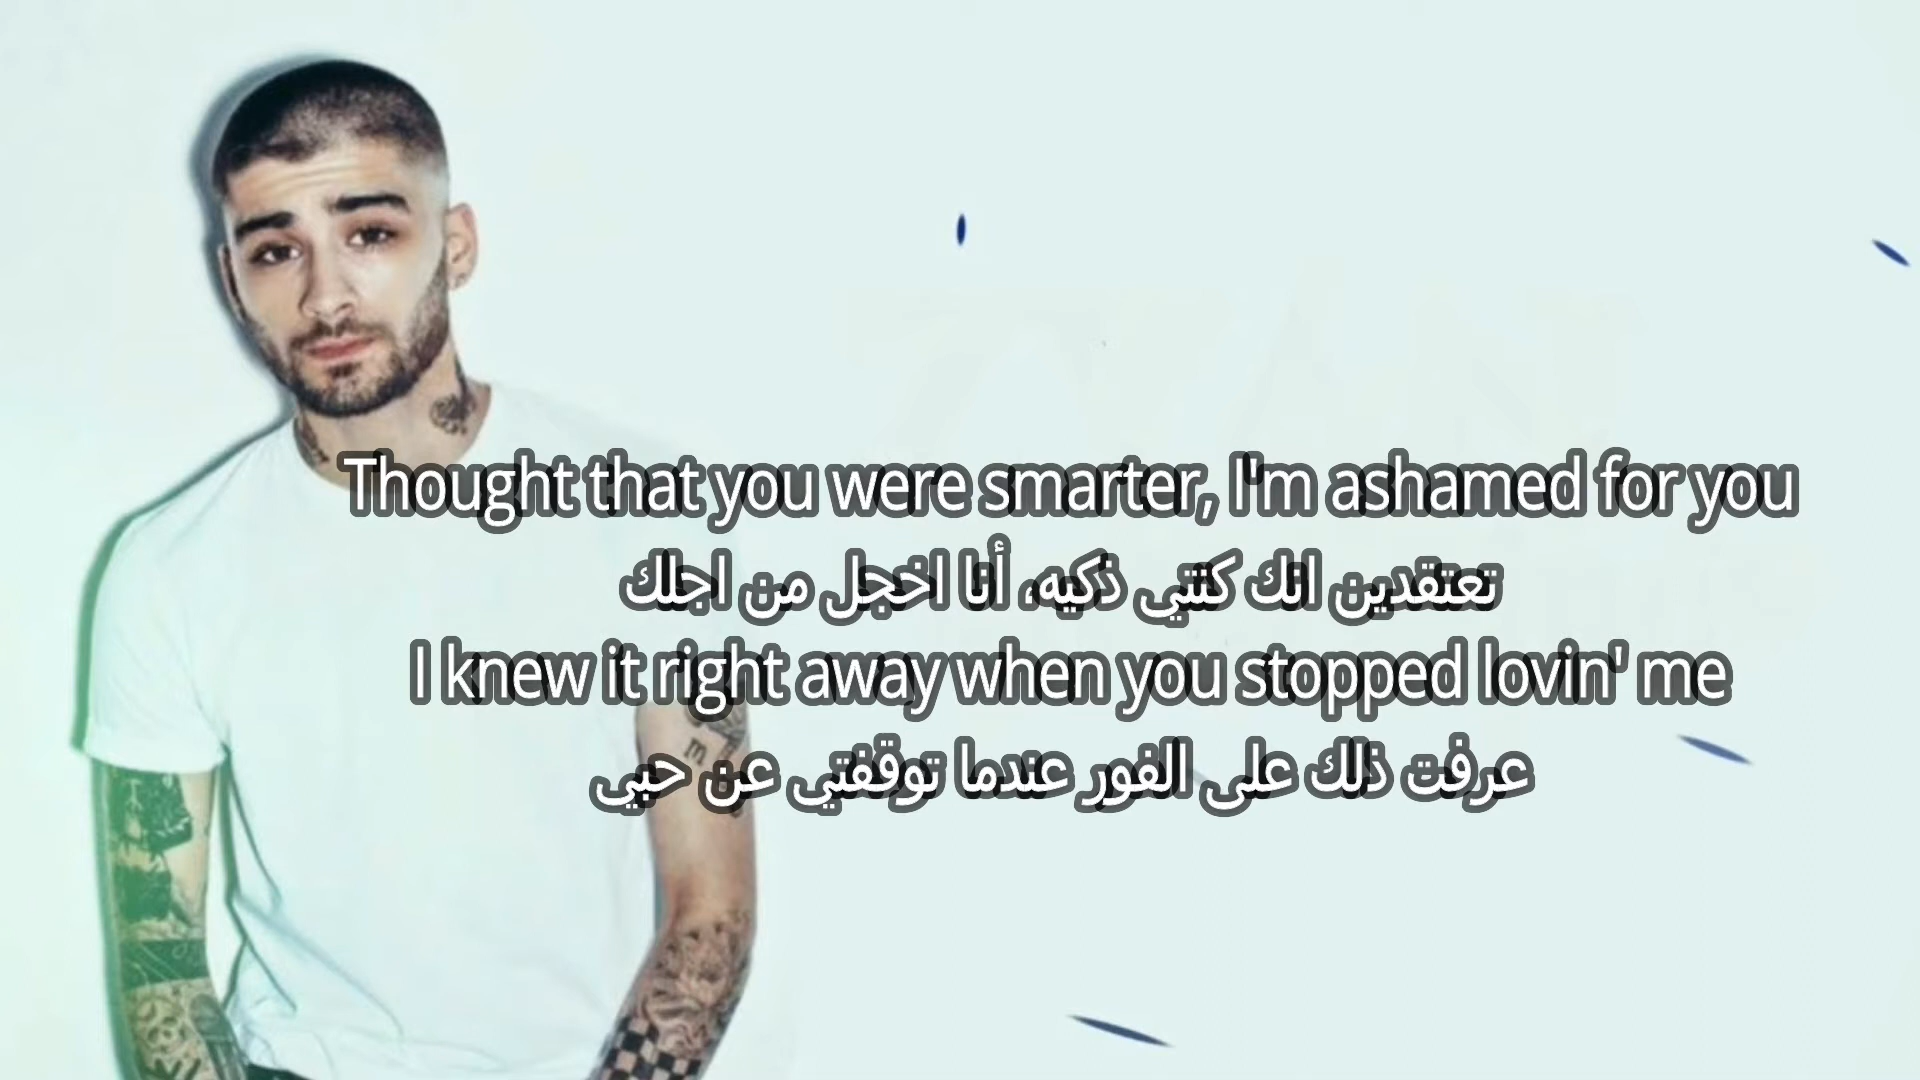 Thought that you were smarter, I'm ashamed for you
تعتقدين انك كنتي ذكيه، أنا اخجل من اجلك
I knew it right away when you stopped lovin' me
عرفت ذلك على الفور عندما توقفتي عن حبي
m